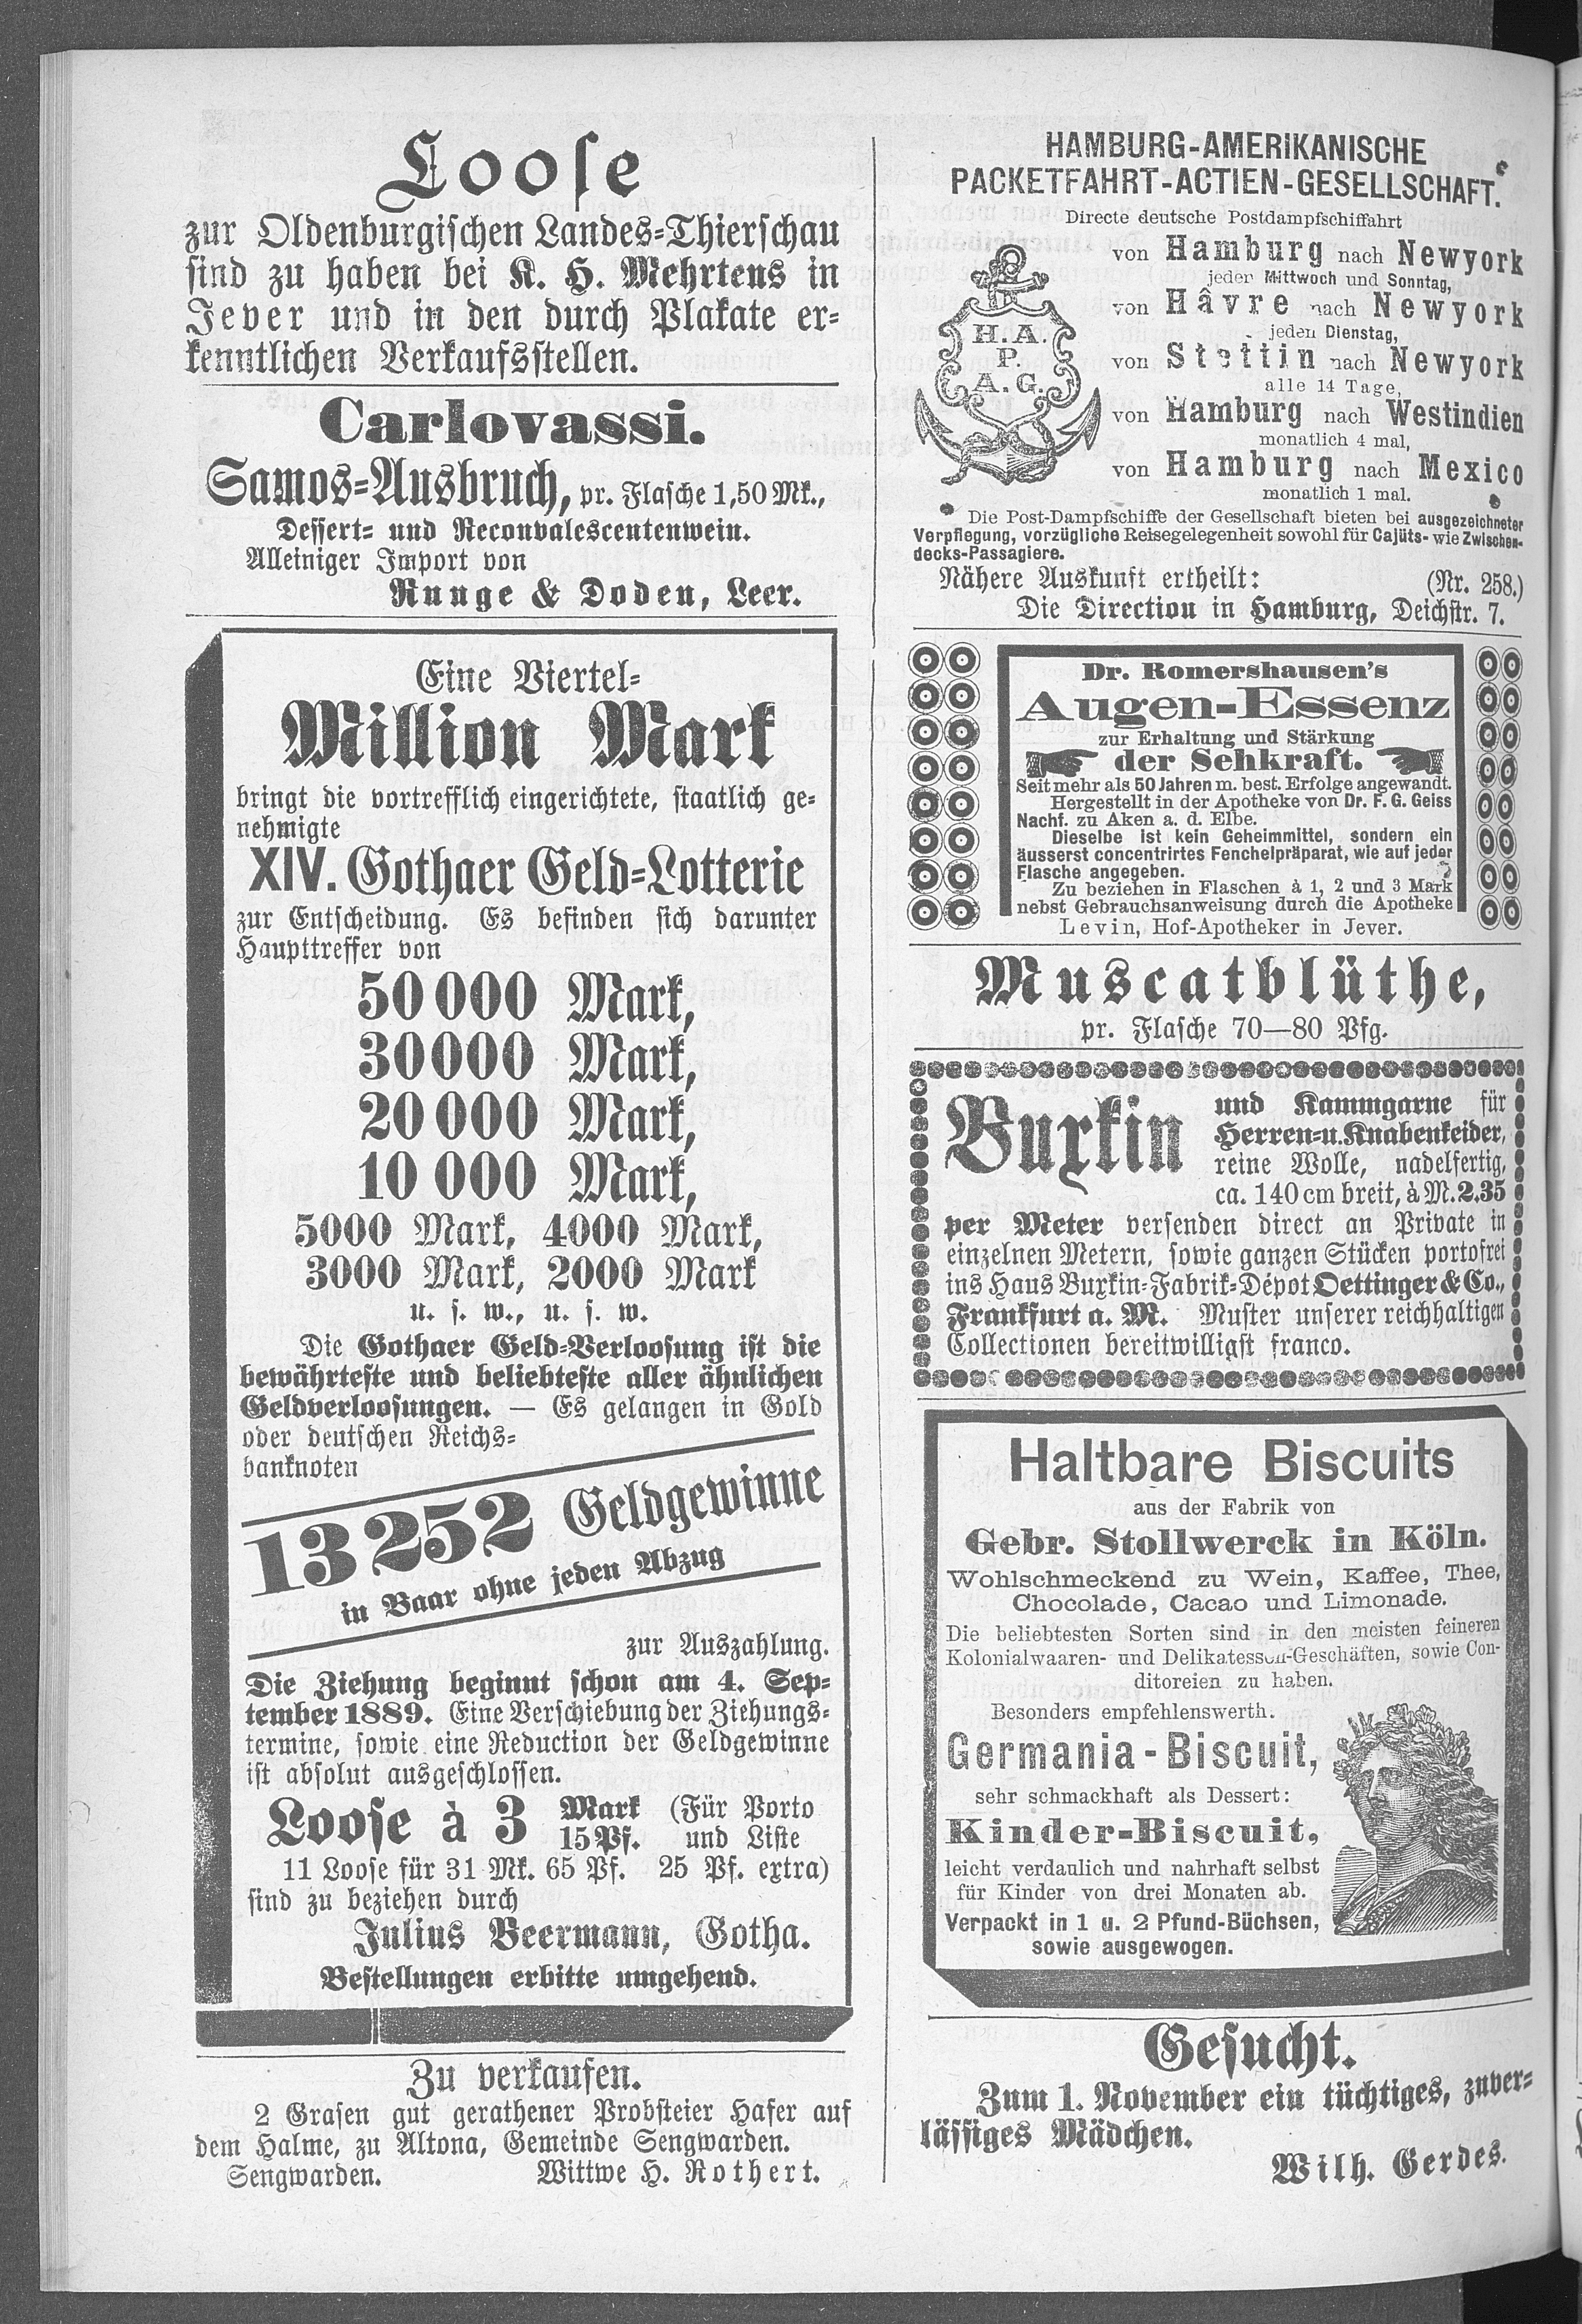 Loose
zur Oldenburgischen Landes-Thierschau
sind zu haben bei K. H. Mehrtens in
Jever und in den durch Plakate er-
kenntlichen Verkaufsstellen.
Carlovassi.
Samos-Ausbruch, pr. Flasche 1,50 Mk.,
Dessert- und Reconvalescentenwein.
Alleiniger Import von
Runge & Doden, Leer.
Eine Viertel-
Million Mark
bringt die vortrefflich eingerichtete, staatlich ge-
nehmigte
XIV. Gothaer Geld-Lotterie
zur Entscheidung. Es befinden sich darunter
Haupttreffer von
50 000 Mark,
30 000 Mark,
20 000 Mark,
10 000 Mark,
5000 Mark, 4000 Mark,
3000 Mark, 2000 Mark
u. s. w., u. s. w.
Die Gothaer Geld-Verloosung ist die
bewährteste und beliebteste aller ähnlichen
Geldverloosungen. — Es gelangen in Gold
oder deutschen Reichs-
banknoten
13 252 Geldgewinne
in Baar ohne jeden Abzug
zur Auszahlung.
Die Ziehung beginnt schon am 4. Sep-
tember 1889. Eine Verschiebung der Ziehungs-
termine, sowie eine Reduction der Geldgewinne
ist absolut ausgeschlossen.
Loose à 3 Mark 15 Pf. (Für Porto und Liste
11 Loose für 31 Mk. 65 Pf. 25 Pf. extra)
sind zu beziehen durch
Julius Beermann, Gotha.
Bestellungen erbitte umgehend.
Zu verkaufen.
2 Grasen gut gerathener Probsteier Hafer auf
dem Halme, zu Altona, Gemeinde Sengwarden.
Sengwarden. Wittwe H. Rothert.
HAMBURG-AMERIKANISCHE
PACKETFAHRT-ACTIEN-GESELLSCHAFT.
Directe deutsche Postdampfschiffahrt
H. A.
P.
A. G.
von Hamburg nach Newyork
jeden Mittwoch und Sonntag,
von Hâvre nach Newyork
jeden Dienstag,
von Stettin nach Newyork
alle 14 Tage,
von Hamburg nach Westindien
monatlich 4 mal,
von Hamburg nach Mexico
monatlich 1 mal.
Die Post-Dampfschiffe der Gesellschaft bieten bei ausgezeichneter
Verpflegung, vorzügliche Reisegelegenheit sowohl für Cajüts- wie Zwischen-
decks-Passagiere.
Nähere Auskunft ertheilt: (Nr. 258.)
Die Direction in Hamburg, Deichstr. 7.
Dr. Romershausen's
Augen-Essenz
zur Erhaltung und Stärkung
der Sehkraft.
Seit mehr als 50 Jahren m. best. Erfolge angewandt.
Hergestellt in der Apotheke von Dr. F. G. Geiss
Nachf. zu Aken a. d. Elbe.
Dieselbe ist kein Geheimmittel, sondern ein
äusserst concentrirtes Fenchelpräparat, wie auf jeder
Flasche angegeben.
Zu beziehen in Flaschen à 1, 2 und 3 Mark
nebst Gebrauchsanweisung durch die Apotheke
Levin, Hof-Apotheker in Jever.
Muscatblüthe,
pr. Flasche 70—80 Pfg.
Buxkin und Kammgarne für
Herren- u. Knabenkeider,
reine Wolle, nadelfertig,
ca. 140 cm breit, à M. 2.35
per Meter versenden direct an Private in
einzelnen Metern, sowie ganzen Stücken portofrei
ins Haus Buxkin-Fabrik-Dépot Oettinger & Co.,
Frankfurt a. M. Muster unserer reichhaltigen
Collectionen bereitwilligst franco.
Haltbare Biscuits
aus der Fabrik von
Gebr. Stollwerck in Köln.
Wohlschmeckend zu Wein, Kaffee, Thee,
Chocolade, Cacao und Limonade.
Die beliebtesten Sorten sind in den meisten feineren
Kolonialwaaren- und Delikatessen-Geschäften, sowie Con-
ditoreien zu haben.
Besonders empfehlenswerth.
Germania-Biscuit,
sehr schmackhaft als Dessert:
Kinder-Biscuit,
leicht verdaulich und nahrhaft selbst
für Kinder von drei Monaten ab.
Verpackt in 1 u. 2 Pfund-Büchsen,
sowie ausgewogen.
Gesucht.
Zum 1. November ein tüchtiges, zuver-
lässiges Mädchen.
Wilh. Gerdes.